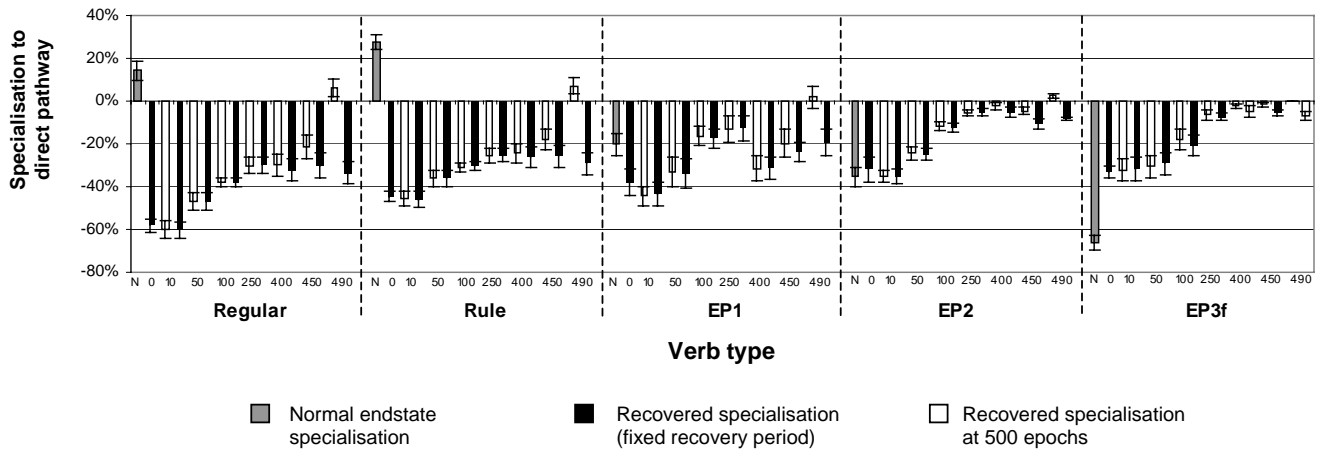 Specialisation to
direct pathway
40%
20%
0%
-20%
-40%
-60%
-80%
N 0 10 50 100 250 400 450 490 N 0 10 50 100 250 400 450 490 N 0 10 50 100 250 400 450 490 N 0 10 50 100 250 400 450 490 N 0 10 50 100 250 400 450 490
Regular Rule EP1 EP2 EP3f
Verb type
Normal endstate
specialisation
Recovered specialisation
(fixed recovery period)
Recovered specialisation
at 500 epochs